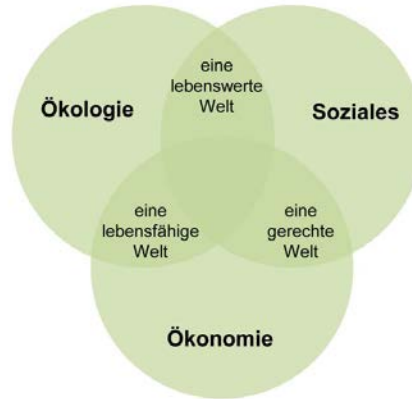 eine
lebenswerte
Welt
Ökologie
Soziales
eine
lebensfähige
Welt
eine
gerechte
Welt
Ökonomie